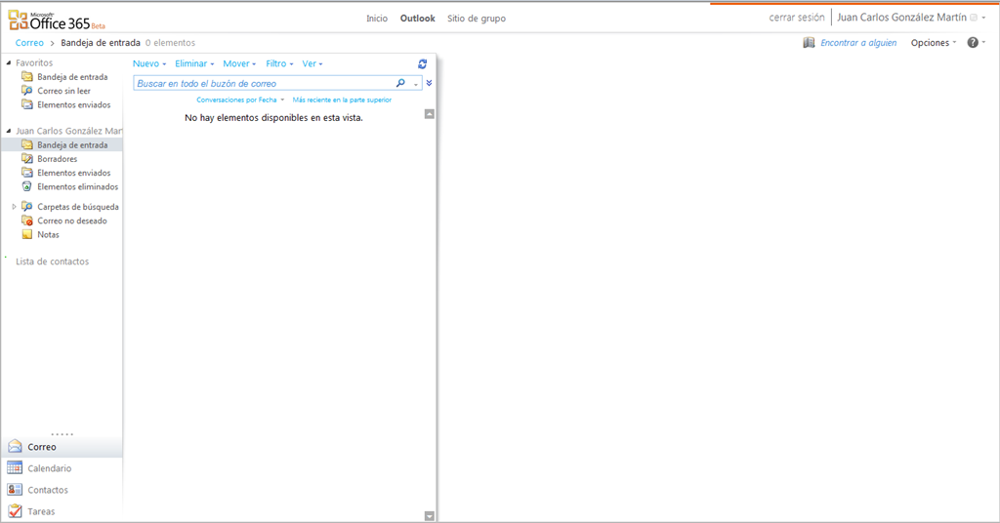 Microsoft®
Office 365 Beta
Inicio Outlook Sitio de grupo
cerrar sesión Juan Carlos González Martín
Correo > Bandeja de entrada 0 elementos
Encontrar a alguien Opciones
Favoritos
Bandeja de entrada
Correo sin leer
Elementos enviados
Juan Carlos González Mar
Bandeja de entrada
Borradores
Elementos enviados
Elementos eliminados
Carpetas de búsqueda
Correo no deseado
Notas
Lista de contactos
Correo
Calendario
Contactos
Tareas
Nuevo Eliminar Mover Filtro Ver
Buscar en todo el buzón de correo
Conversaciones por Fecha Más reciente en la parte superior
No hay elementos disponibles en esta vista.